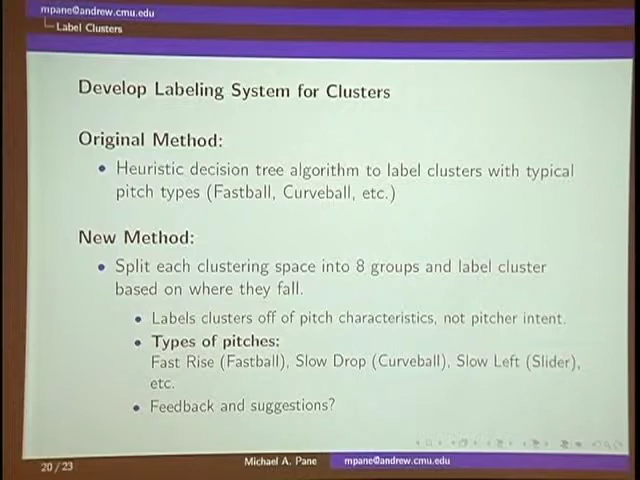 mpane@andrew.cmu.edu
Label Clusters
Develop Labeling System for Clusters
Original Method:
• Heuristic decision tree algorithm to label clusters with typical
pitch types (Fastball, Curveball, etc.)
New Method:
• Split each clustering space into 8 groups and label cluster
based on where they fall.
• Labels clusters off of pitch characteristics, not pitcher intent.
• Types of pitches:
Fast Rise (Fastball), Slow Drop (Curveball), Slow Left (Slider),
etc.
• Feedback and suggestions?
20 / 23
Michael A. Pane
mpane@andrew.cmu.edu